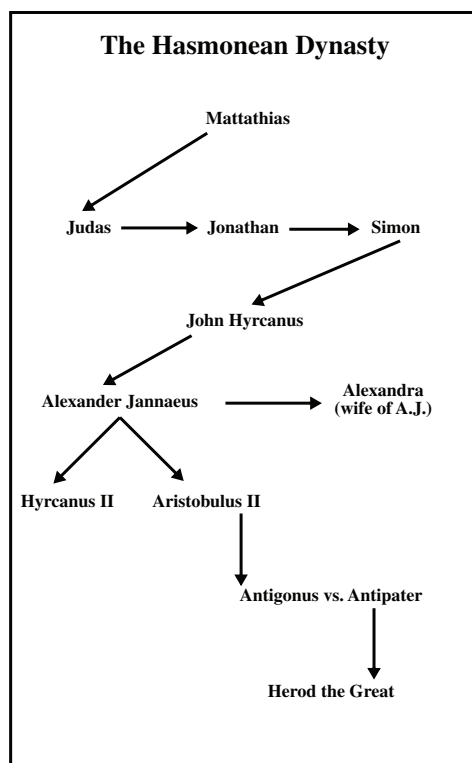 The Hasmonean Dynasty
Mattathias
Judas
Jonathan
Simon
John Hyrcanus
Alexander Jannaeus
Alexandra
(wife of A.J.)
Hyrcanus II
Aristobulus II
Antigonus vs. Antipater
Herod the Great